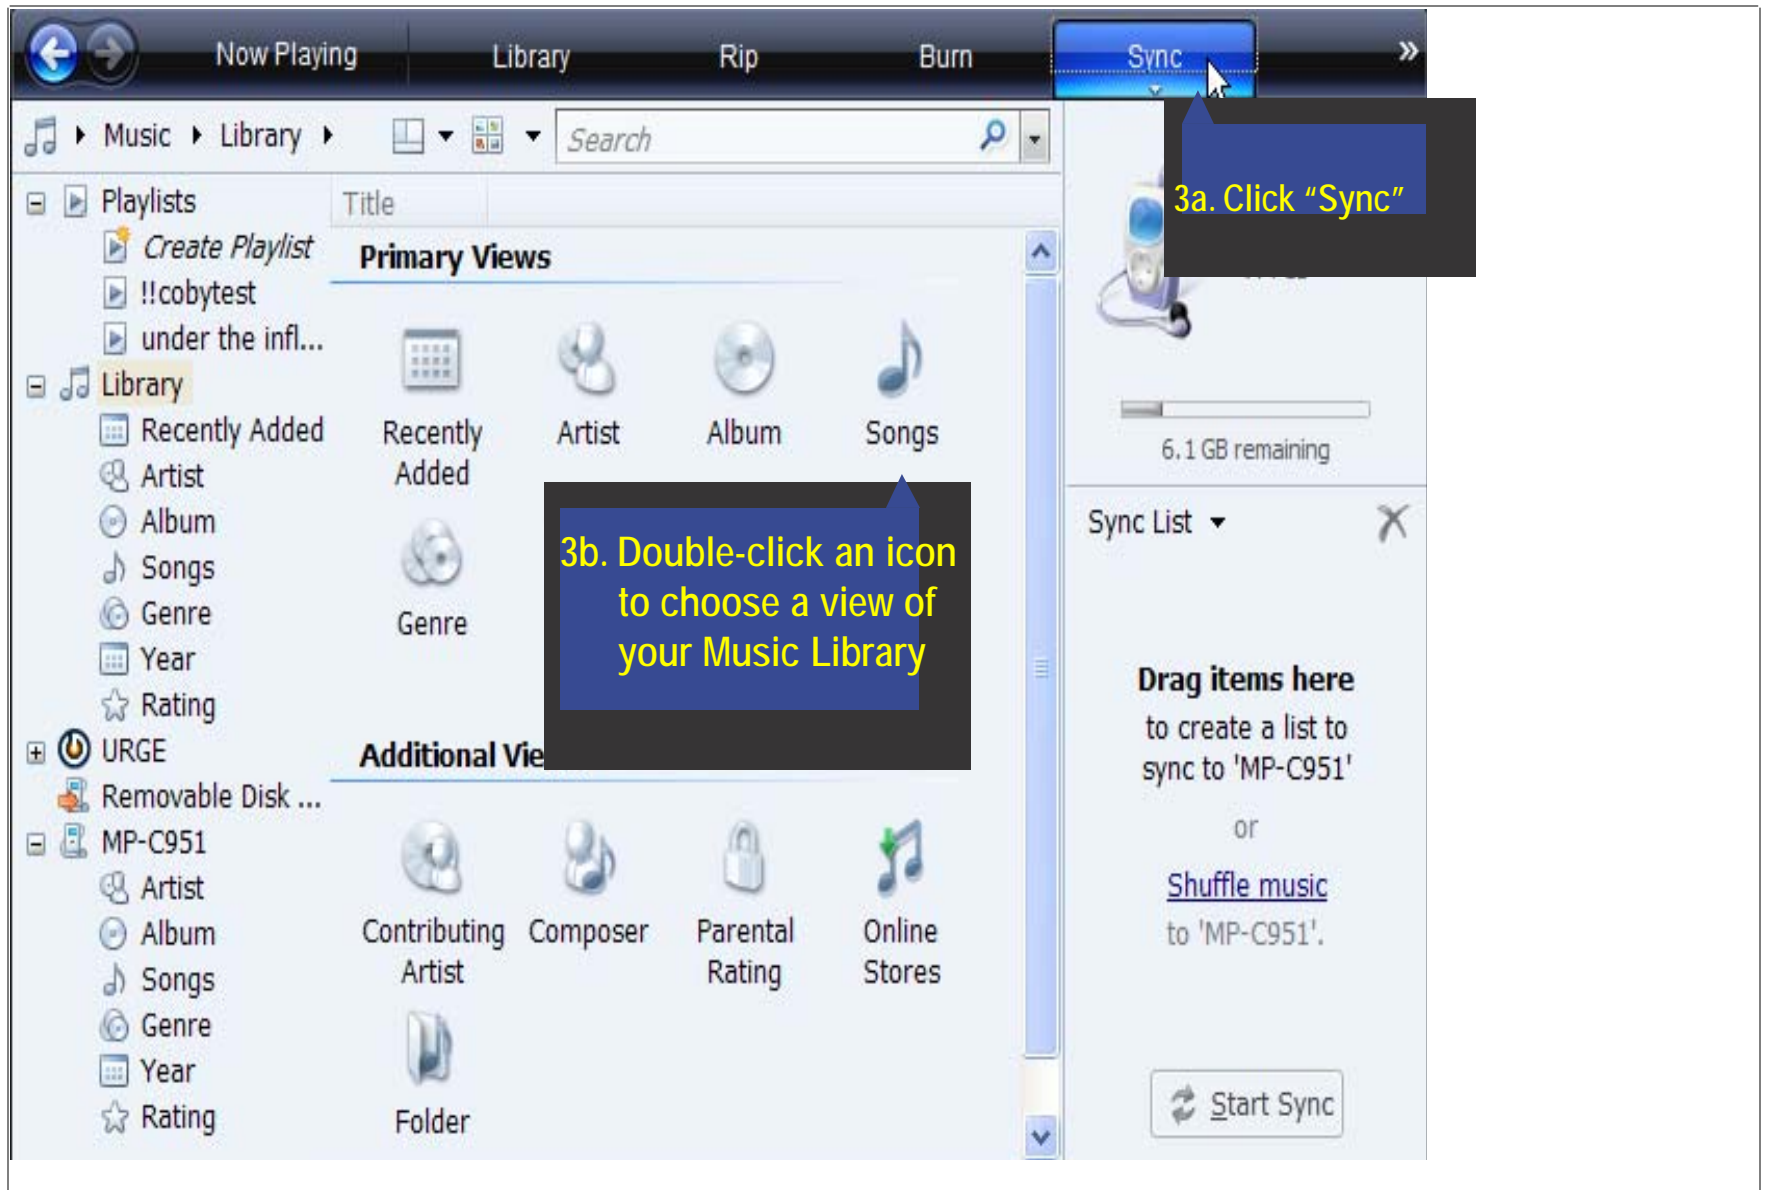 Now Playing Library Rip Burn Sync »
Music Library Search
Playlists
Create Playlist
!!cobytest
under the infl...
Library
Recently Added
Artist
Album
Songs
Genre
Year
Rating
URGE
Removable Disk ...
MP-C951
Artist
Album
Songs
Genre
Year
Rating
Title
Primary Views
Recently Added
Artist
Album
Songs
Genre
3b. Double-click an icon
to choose a view of
your Music Library
Additional Vie
Contributing Artist
Composer
Parental Rating
Online Stores
Folder
3a. Click “Sync”
6.1 GB remaining
Sync List
Drag items here
to create a list to
sync to 'MP-C951'
or
Shuffle music
to 'MP-C951'.
Start Sync